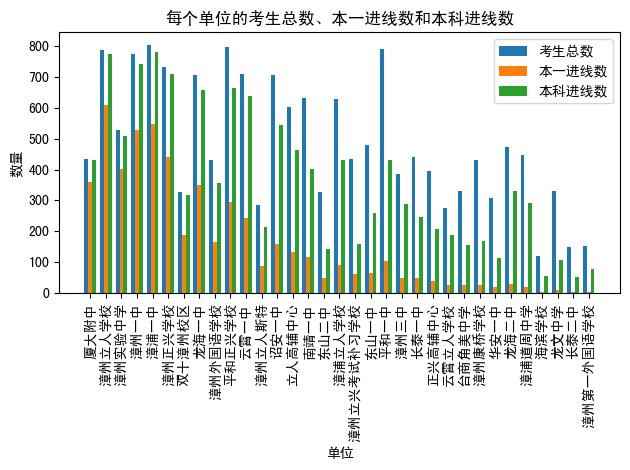 每个单位的考生总数、本一进线数和本科进线数
考生总数
本一进线数
本科进线数
数量
800
700
600
500
400
300
200
100
0
厦大附中
漳州立人学校
漳州实验中学
漳州一中
漳浦一中
漳州正兴学校
双十漳州校区
龙海一中
漳州外国语学校
平和正兴学校
云霄一中
漳州立人斯特
诏安一中
立人高辅中心
南靖一中
东山二中
漳浦立人学校
漳州立兴考试补习学校
东山一中
平和一中
漳州三中
长泰一中
正兴高辅中心
云霄立人学校
台商角美中学
漳州康桥学校
华安一中
龙海二中
漳浦道周中学
海滨学校
龙文中学
长泰二中
漳州第一外国语学校
单位